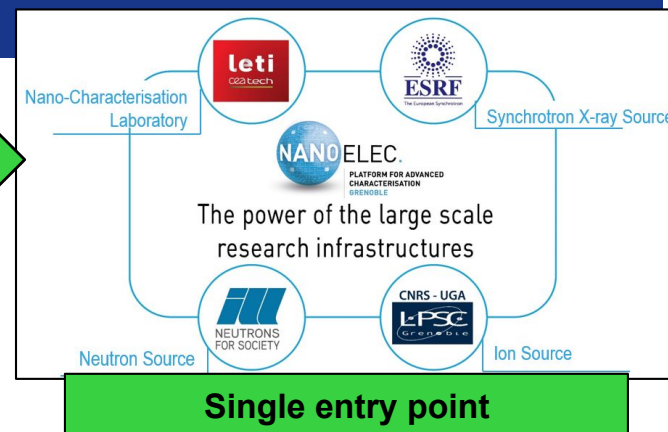 leti
ceatech
ESRF
The European Synchrotron
Nano-Characterisation
Laboratory
Synchrotron X-ray Source
NANOELEC.
PLATFORM FOR ADVANCED
CHARACTERISATION
GRENOBLE
The power of the large scale
research infrastructures
NEUTRONS
FOR SOCIETY
CNRS - UGA
LPSC
Grenoble
Neutron Source
Ion Source
Single entry point